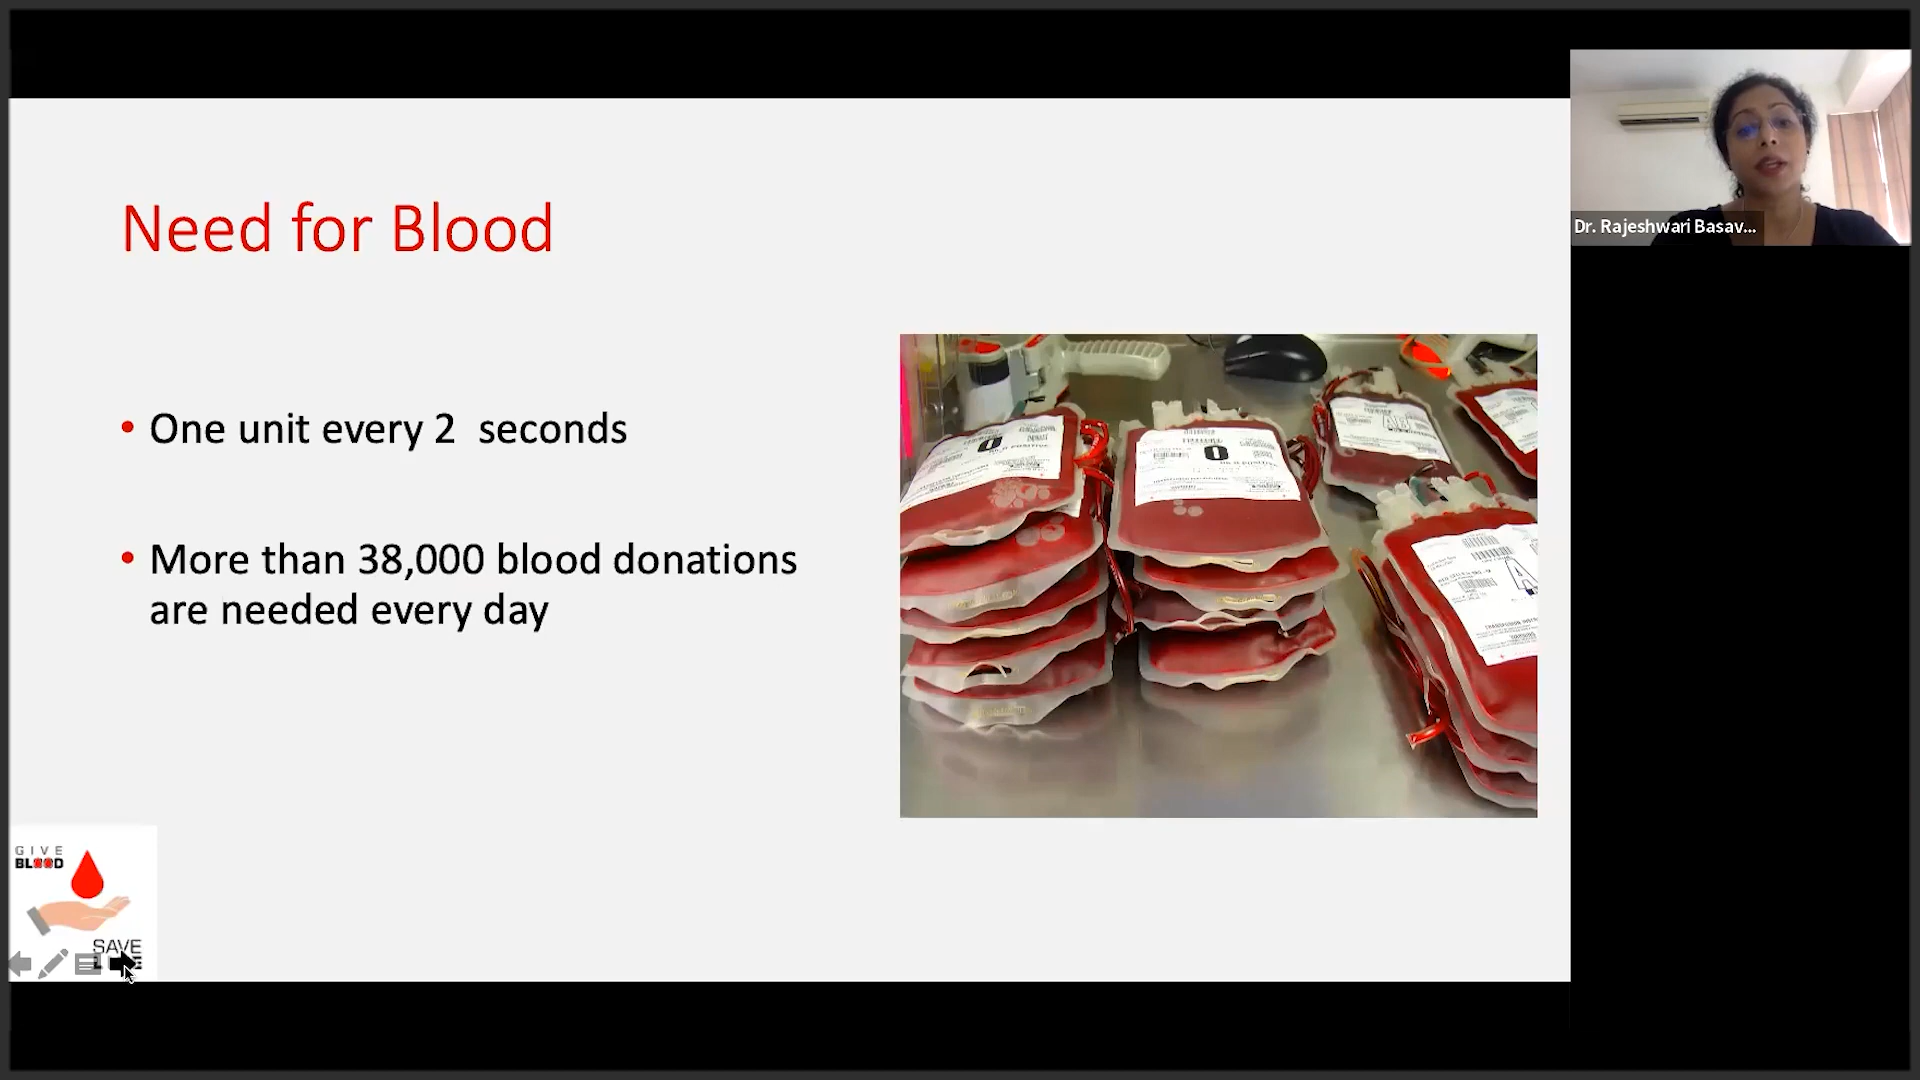 Need for Blood
• One unit every 2  seconds
• More than 38,000 blood donations
are needed every day
Dr. Rajeshwari Basav...
O
O
AB
A
GIVE
BLOOD
SAVE